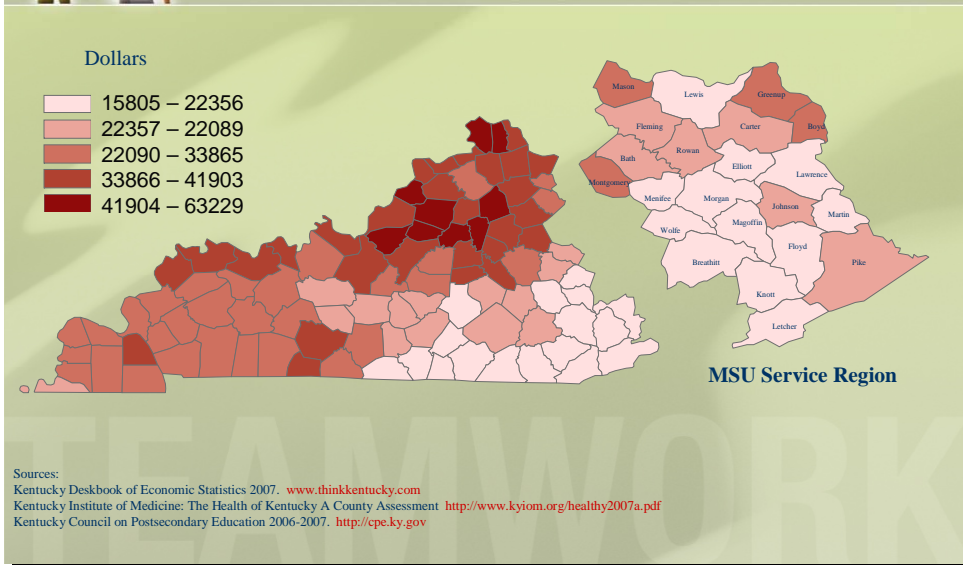 Dollars
15805 – 22356
22357 – 22089
22090 – 33865
33866 – 41903
41904 – 63229
Mason
Lewis
Greenup
Fleming
Carter
Boyd
Rowan
Bath
Elliott
Lawrence
Montgomery
Menifee
Morgan
Johnson
Martin
Magoffin
Wolfe
Floyd
Breathitt
Pike
Knott
Letcher
MSU Service Region
TEAMWORK
Sources:
Kentucky Deskbook of Economic Statistics 2007. www.thinkkentucky.com
Kentucky Institute of Medicine: The Health of Kentucky A County Assessment http://www.kyiom.org/healthy2007a.pdf
Kentucky Council on Postsecondary Education 2006-2007. http://cpe.ky.gov